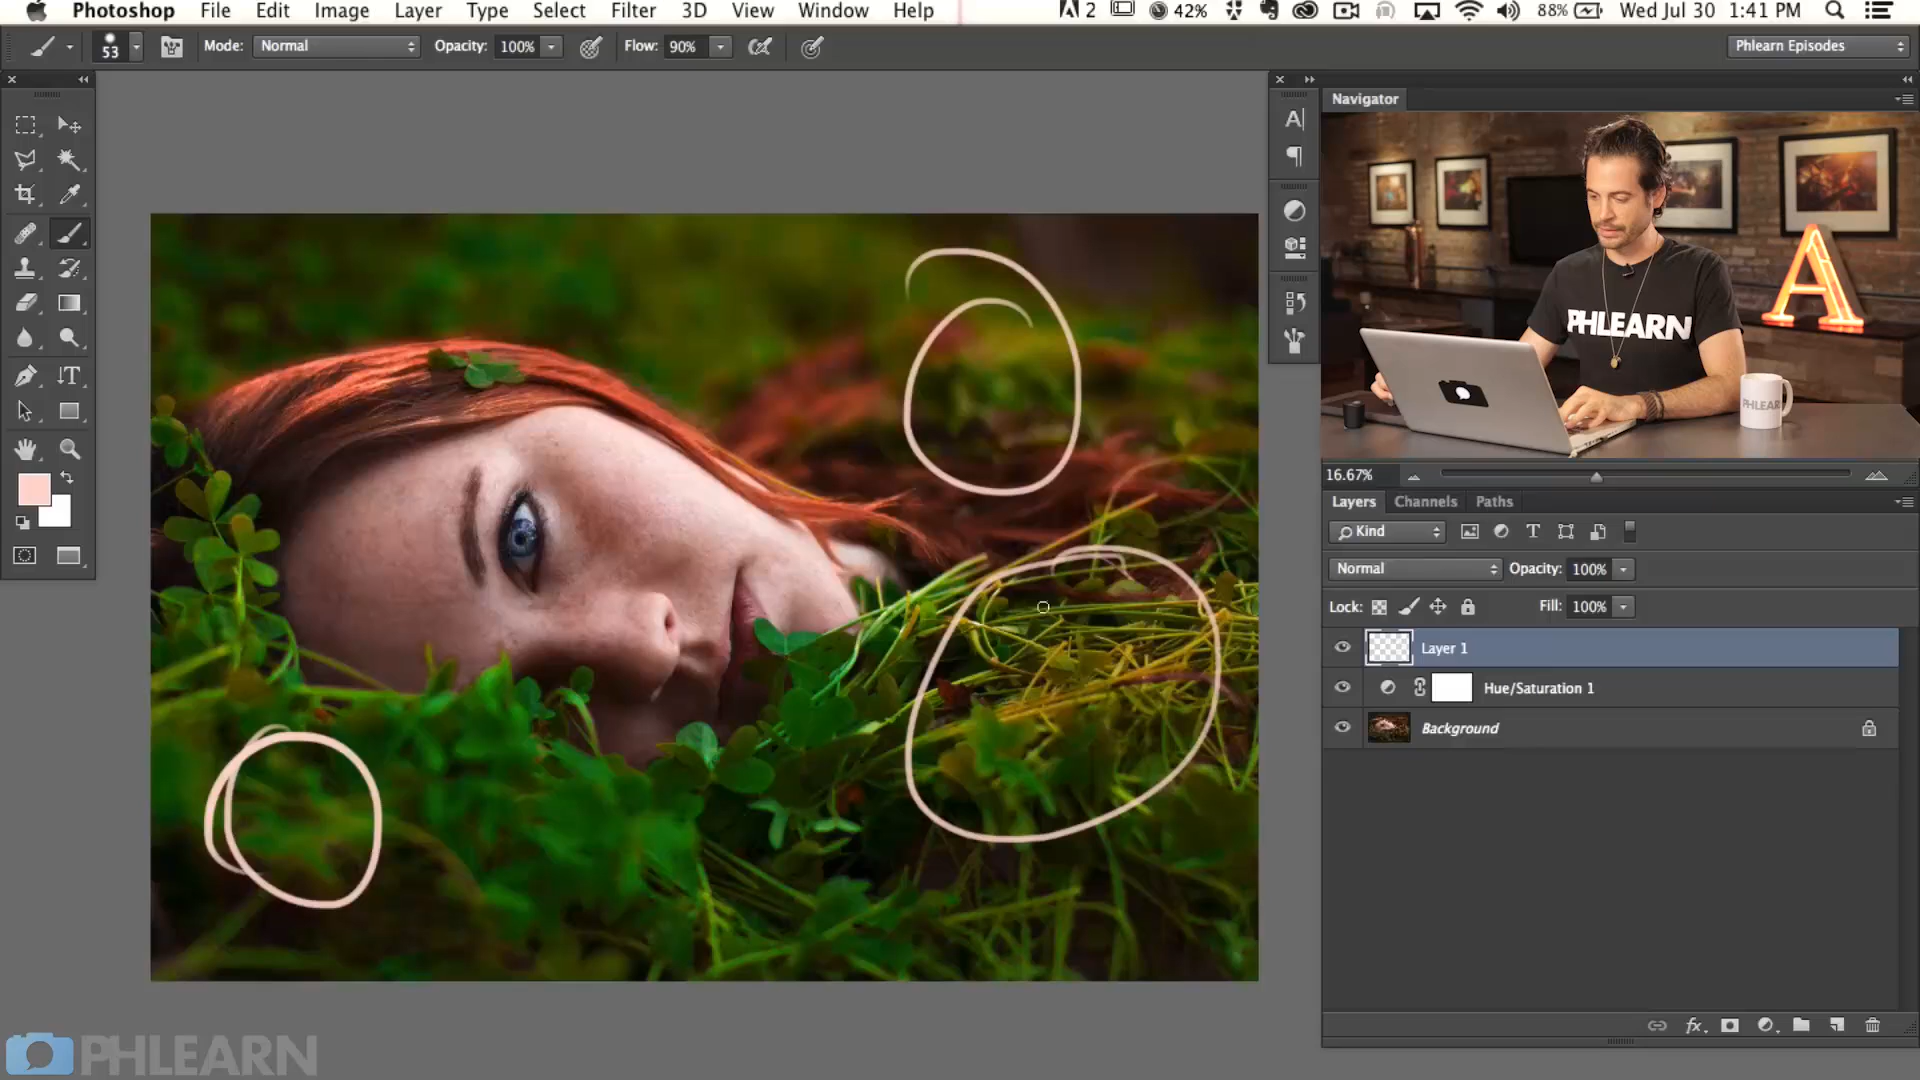 Photoshop File Edit Image Layer Type Select Filter 3D View Window Help 2 42% 88% Wed Jul 30 1:41 PM
53 Mode: Normal Opacity: 100% Flow: 90% Phlearn Episodes
Navigator
A
PHLEARN
PHLEARN
16.67%
Layers Channels Paths
Kind
Normal Opacity: 100%
Lock: Fill: 100%
Layer 1
Hue/Saturation 1
Background
fx
PHLEARN